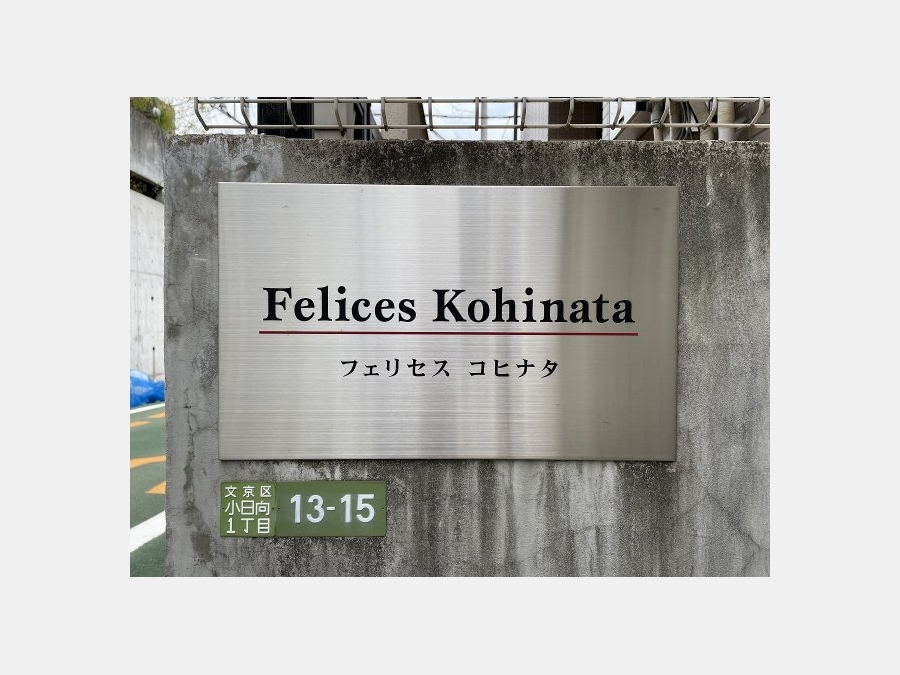 Felices Kohinata
フェリセス コヒナタ
文京区
小日向
1丁目
13-15